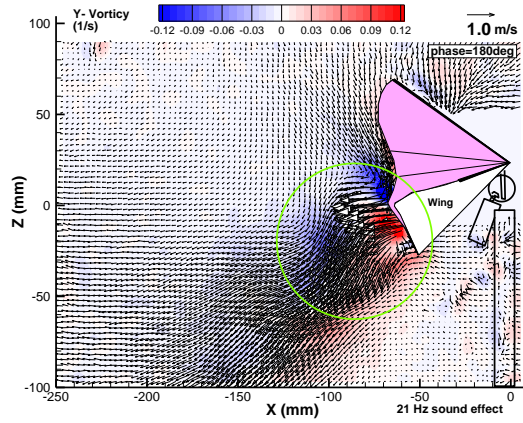 Y- Vorticy
(1/s)
-0.12 -0.09 -0.06 -0.03 0 0.03 0.06 0.09 0.12
1.0 m/s
phase=180deg
100
50
0
-50
-100
Z (mm)
Wing
-250 -200 -150 -100 -50 0
X (mm)
21 Hz sound effect